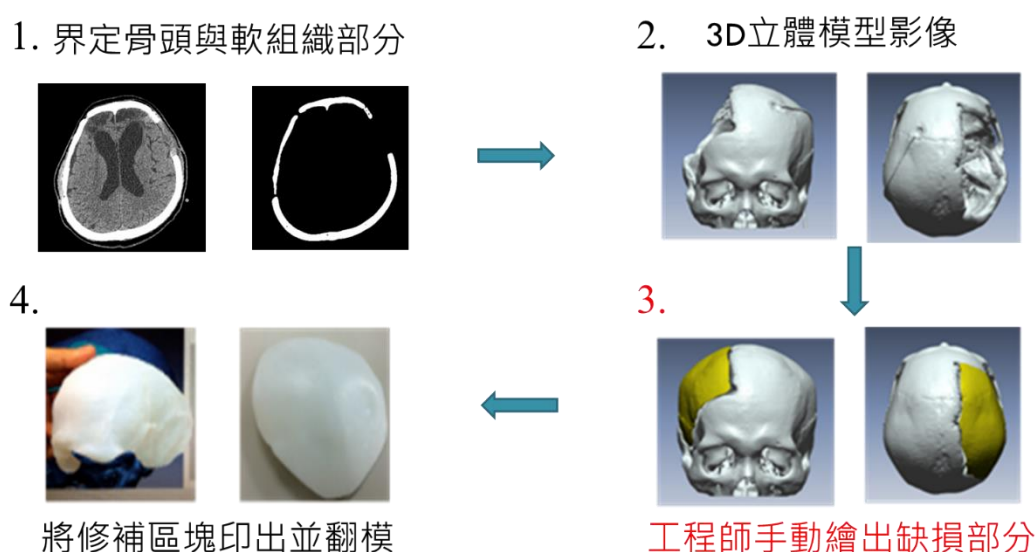 1. 界定骨頭與軟組織部分
2. 3D立體模型影像
3.
工程師手動繪出缺損部分
4.
將修補區塊印出並翻模